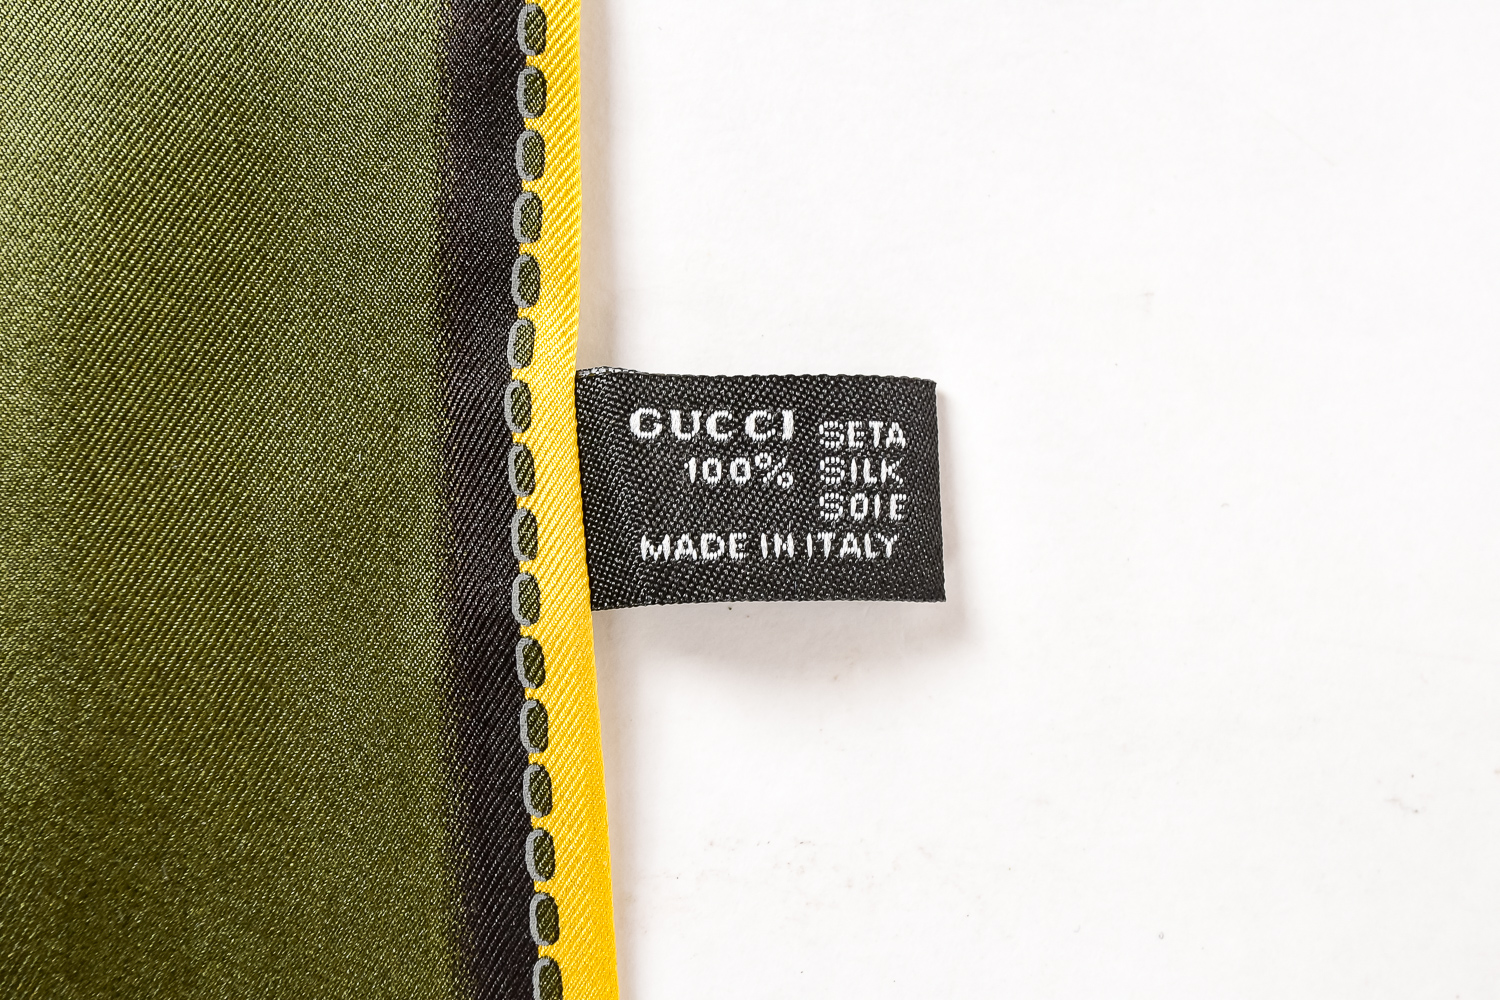 GUCCI SETA
100% SILK
SOIE
MADE IN ITALY